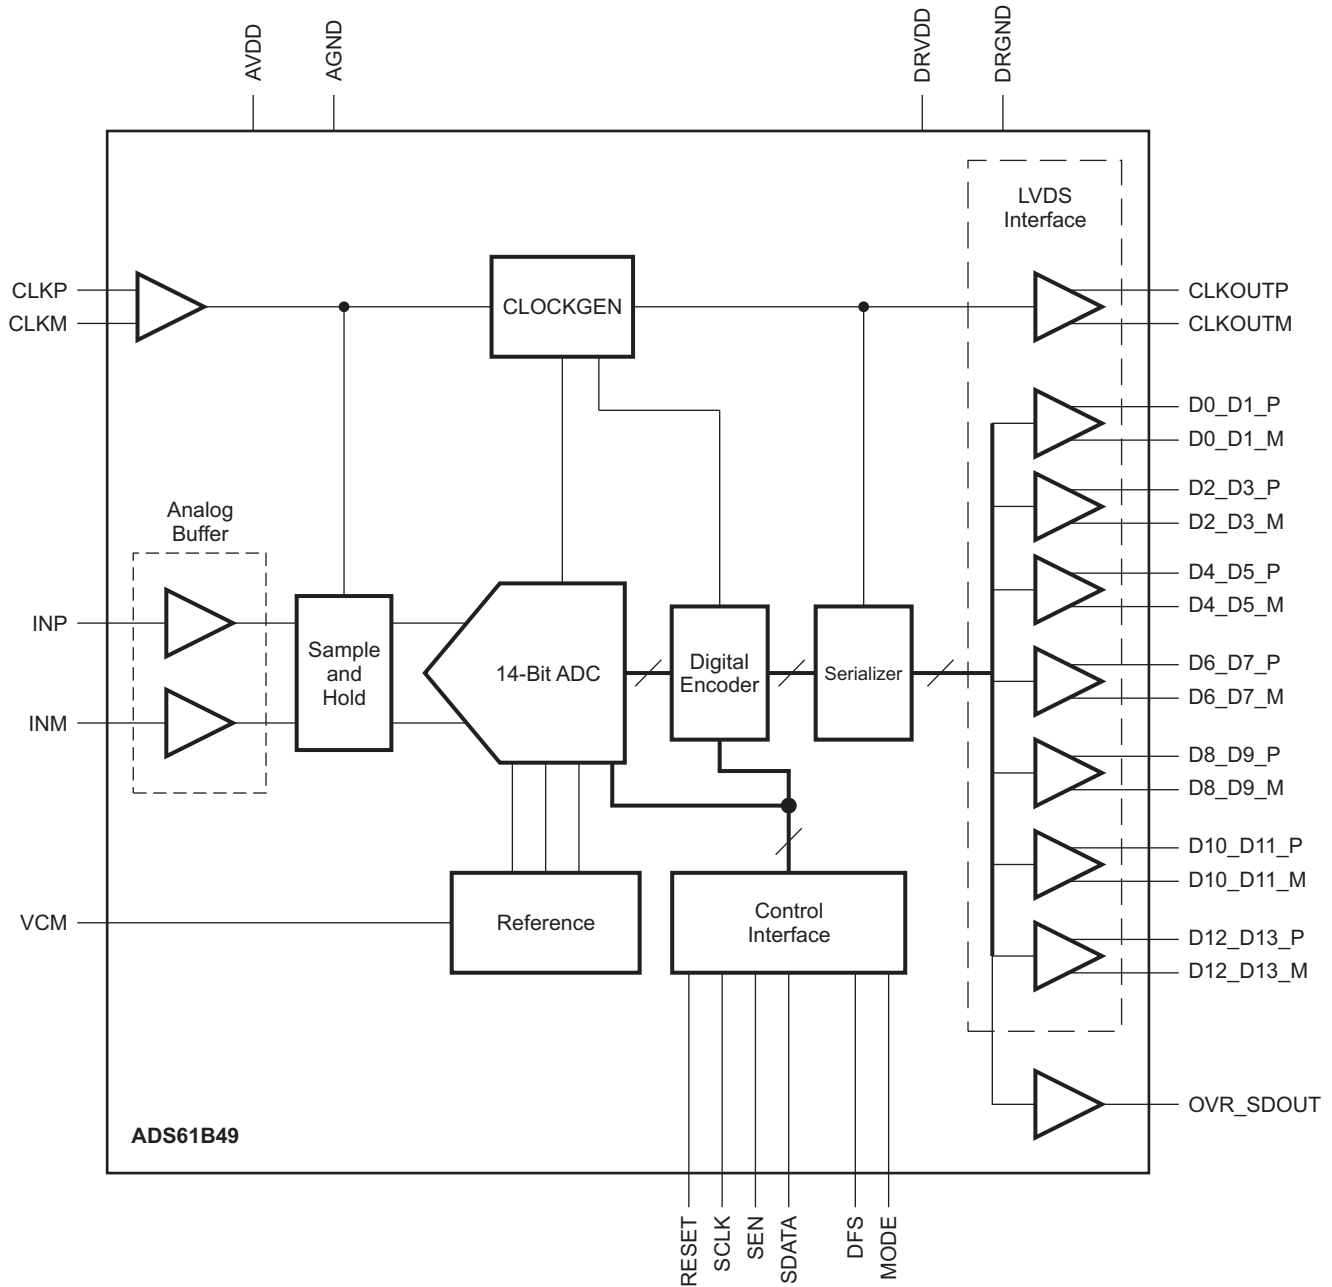 AVDD
AGND
DRVDD
DRGND
LVDS
Interface
CLKP
CLKM
CLOCKGEN
CLKOUTP
CLKOUTM
D0_D1_P
D0_D1_M
D2_D3_P
D2_D3_M
Analog
Buffer
D4_D5_P
D4_D5_M
INP
INM
Sample
and
Hold
14-Bit ADC
Digital
Encoder
Serializer
D6_D7_P
D6_D7_M
D8_D9_P
D8_D9_M
D10_D11_P
D10_D11_M
VCM
Reference
Control
Interface
D12_D13_P
D12_D13_M
OVR_SDOUT
ADS61B49
RESET
SCLK
SEN
SDATA
DFS
MODE